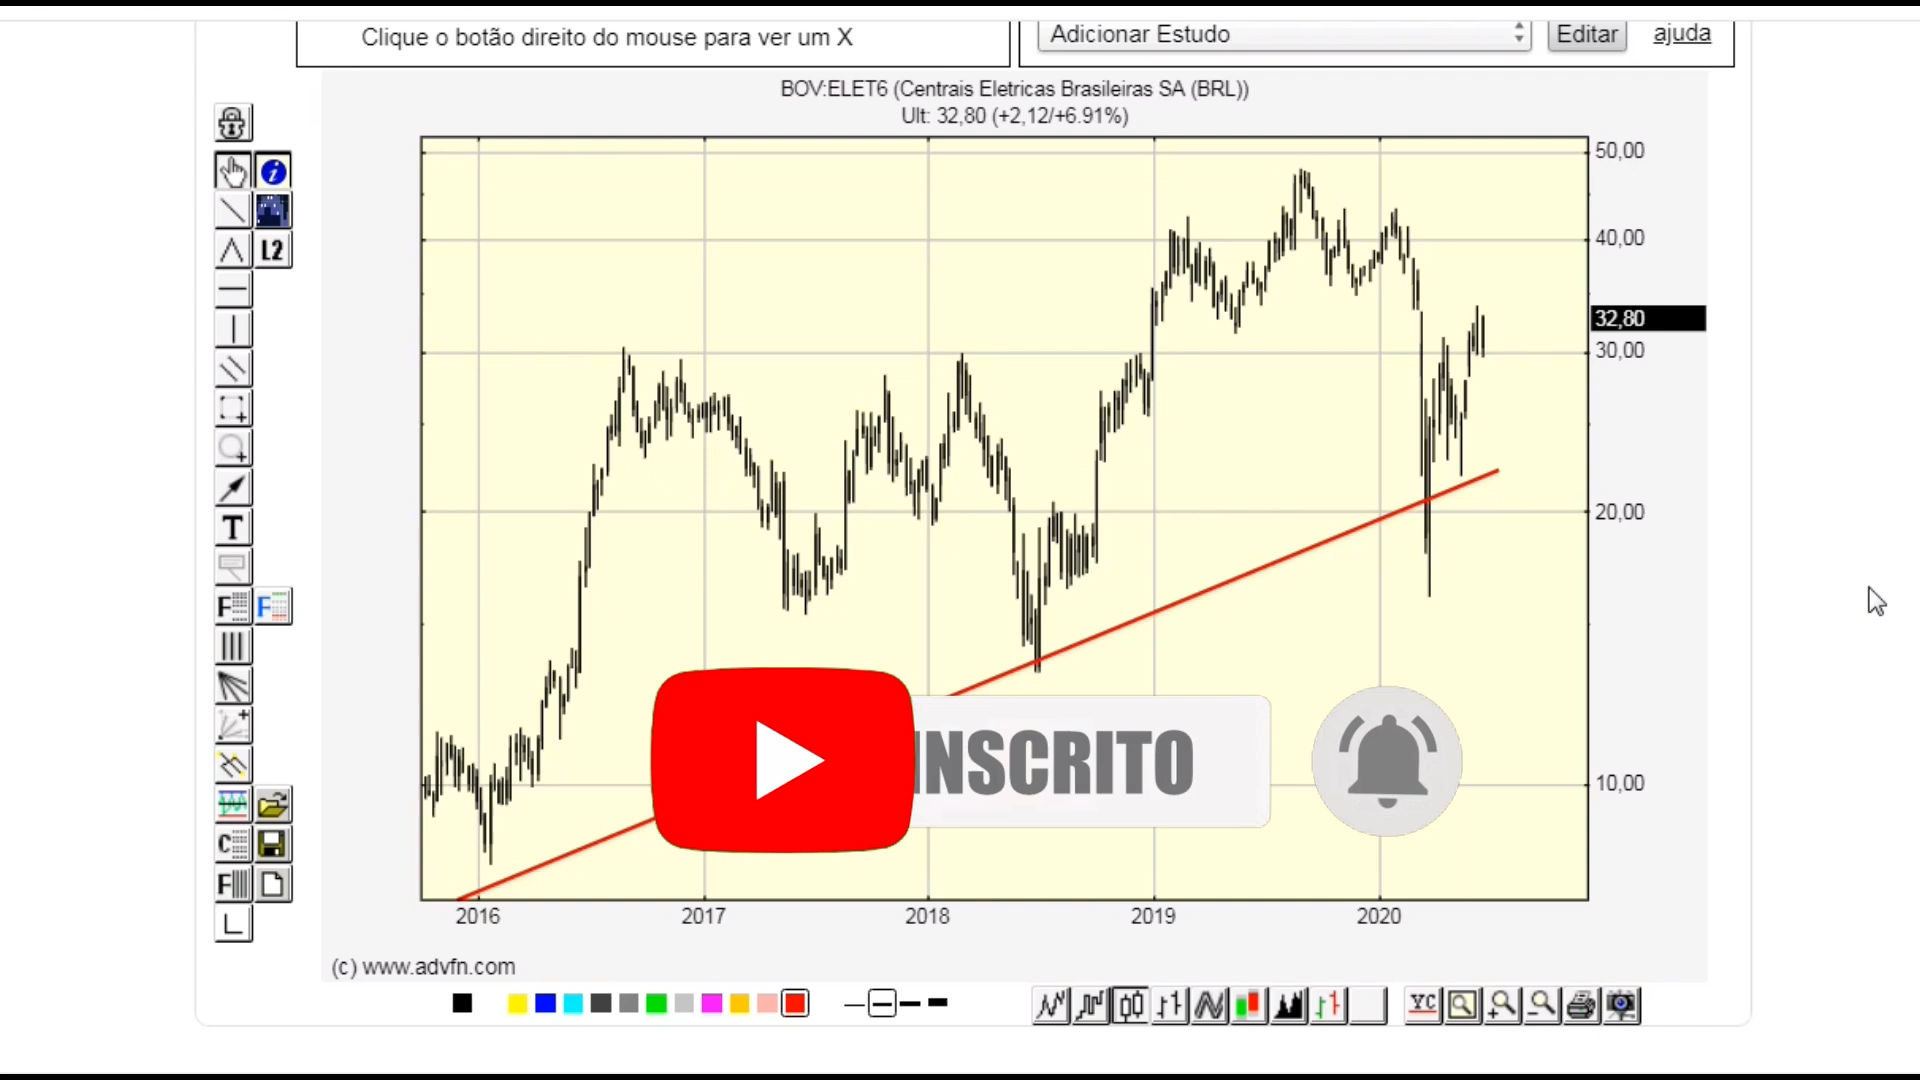 Clique o botão direito do mouse para ver um X
Adicionar Estudo
Editar
ajuda
BOV:ELET6 (Centrais Eletricas Brasileiras SA (BRL))
Ult: 32,80 (+2,12/+6.91%)
50,00
40,00
32,80
30,00
20,00
10,00
L2
T
F
F
C
F
L
INSCRITO
2016
2017
2018
2019
2020
(c) www.advfn.com
YC